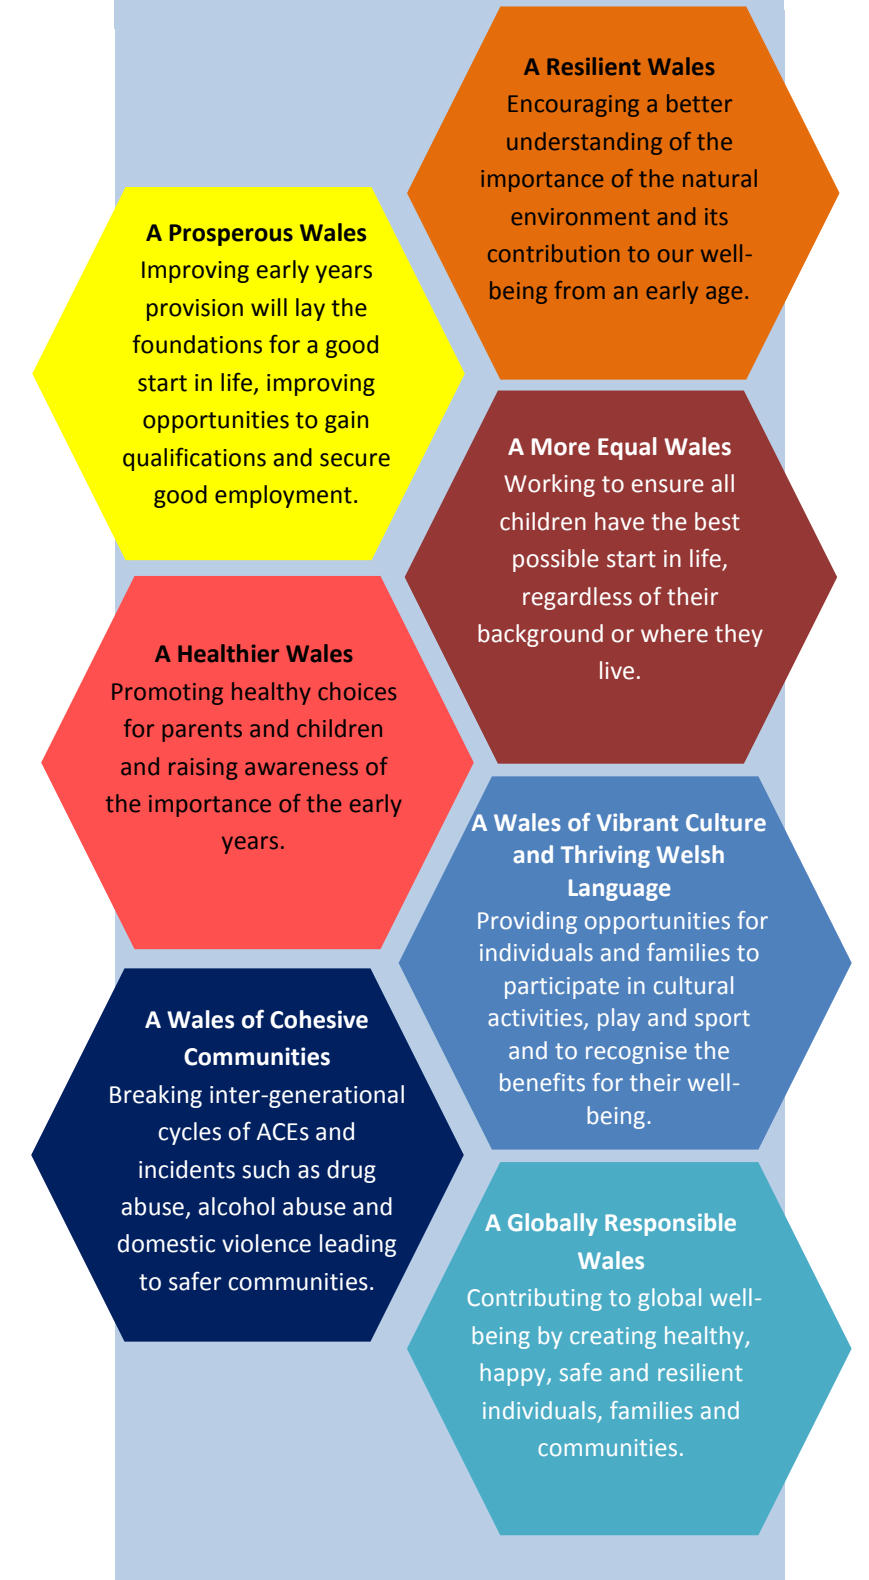 A Resilient Wales
Encouraging a better
understanding of the
importance of the natural
environment and its
contribution to our well-
being from an early age.
A Prosperous Wales
Improving early years
provision will lay the
foundations for a good
start in life, improving
opportunities to gain
qualifications and secure
good employment.
A More Equal Wales
Working to ensure all
children have the best
possible start in life,
regardless of their
background or where they
live.
A Healthier Wales
Promoting healthy choices
for parents and children
and raising awareness of
the importance of the early
years.
A Wales of Vibrant Culture
and Thriving Welsh
Language
Providing opportunities for
individuals and families to
participate in cultural
activities, play and sport
and to recognise the
benefits for their well-
being.
A Wales of Cohesive
Communities
Breaking inter-generational
cycles of ACEs and
incidents such as drug
abuse, alcohol abuse and
domestic violence leading
to safer communities.
A Globally Responsible
Wales
Contributing to global well-
being by creating healthy,
happy, safe and resilient
individuals, families and
communities.